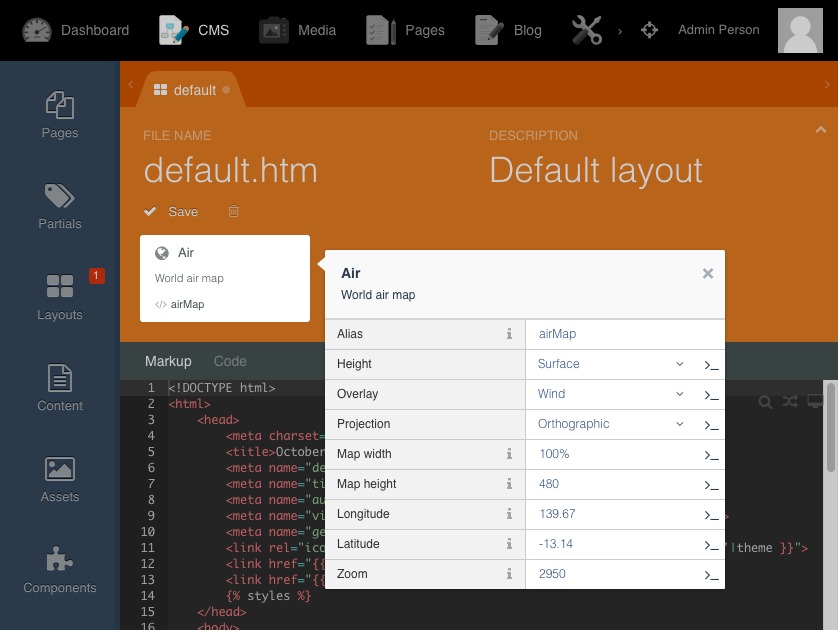 Dashboard CMS Media Pages Blog › Admin Person
default
FILE NAME DESCRIPTION
default.htm Default layout
Save
Pages
Partials
1
Layouts
Content
Assets
Components
Air
World air map
</> airMap
Air ×
World air map
Alias airMap
Height Surface >_
Overlay Wind >_
Projection Orthographic >_
Map width 100% >_
Map height 480 >_
Longitude 139.67 >_
Latitude -13.14 >_
Zoom 2950 >_
Markup Code
1 <!DOCTYPE html>
2 <html>
3 <head>
4 <meta charset=
5 <title>October
6 <meta name="de
7 <meta name="ti
8 <meta name="au
9 <meta name="vi >
10 <meta name="ge
11 <link rel="ico |theme }}">
12 <link href="{{
13 <link href="{{
14 {% styles %}
15 </head>
16 <body>